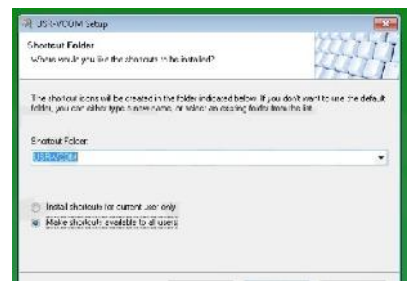 USR-VCOM Setup
Shortcut Folder
Where would you like the shortcuts to be installed?
The shortcut icons will be created in the folder indicated below. If you don't want to use the default
folder, you can either type a new name, or select an existing folder from the list.
Shortcut Folder:
USR-VCOM
Install shortcuts for current user only
Make shortcuts available to all users